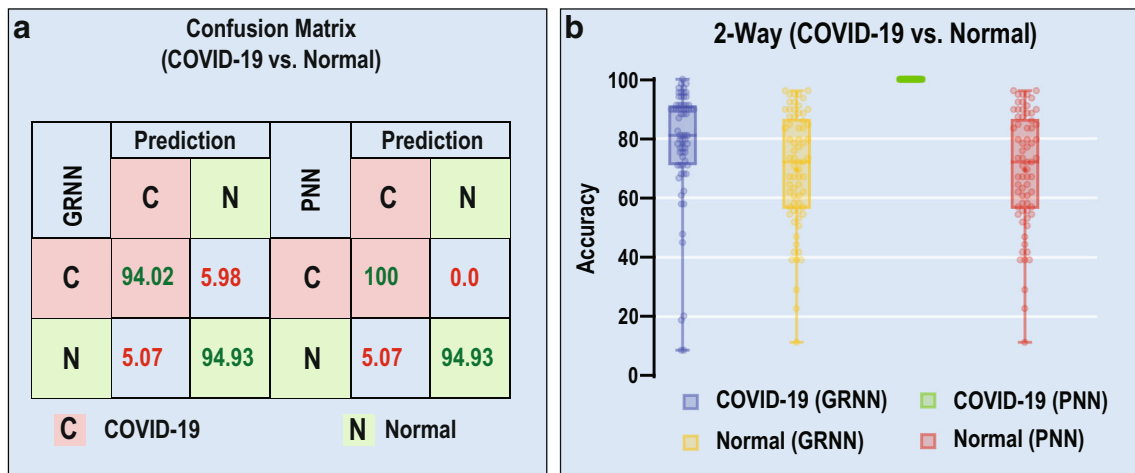 a
Confusion Matrix
(COVID-19 vs. Normal)
GRNN
Prediction
PNN
Prediction
C N C N
C 94.02 5.98 C 100 0.0
N 5.07 94.93 N 5.07 94.93
C COVID-19 N Normal
b
2-Way (COVID-19 vs. Normal)
Accuracy
100
80
60
40
20
0
COVID-19 (GRNN) COVID-19 (PNN)
Normal (GRNN) Normal (PNN)